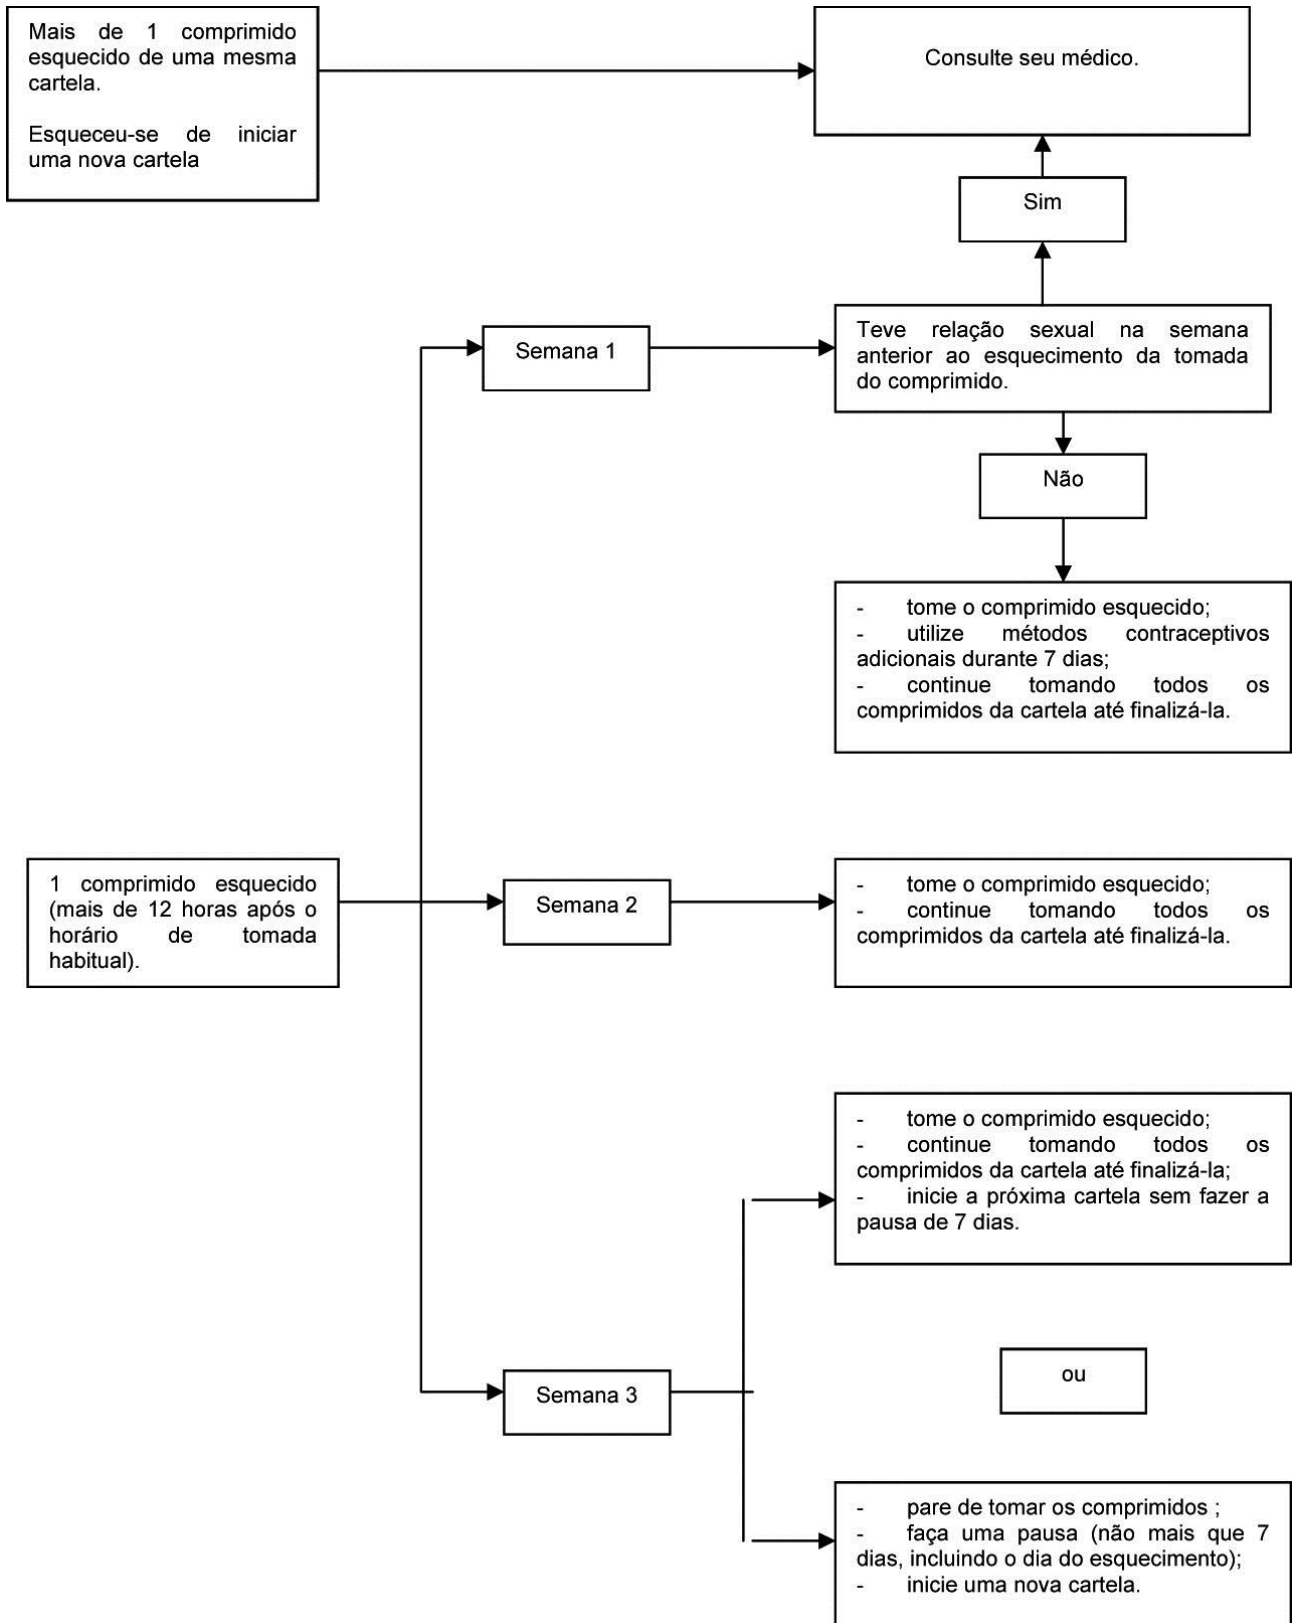 Mais de 1 comprimido
esquecido de uma mesma
cartela.
Esqueceu-se de iniciar
uma nova cartela
Consulte seu médico.
Sim
Semana 1
Teve relação sexual na semana
anterior ao esquecimento da tomada
do comprimido.
Não
- tome o comprimido esquecido;
- utilize métodos contraceptivos
adicionais durante 7 dias;
- continue tomando todos os
comprimidos da cartela até finalizá-la.
1 comprimido esquecido
(mais de 12 horas após o
horário de tomada
habitual).
Semana 2
- tome o comprimido esquecido;
- continue tomando todos os
comprimidos da cartela até finalizá-la.
- tome o comprimido esquecido;
- continue tomando todos os
comprimidos da cartela até finalizá-la;
- inicie a próxima cartela sem fazer a
pausa de 7 dias.
Semana 3
ou
- pare de tomar os comprimidos ;
- faça uma pausa (não mais que 7
dias, incluindo o dia do esquecimento);
- inicie uma nova cartela.